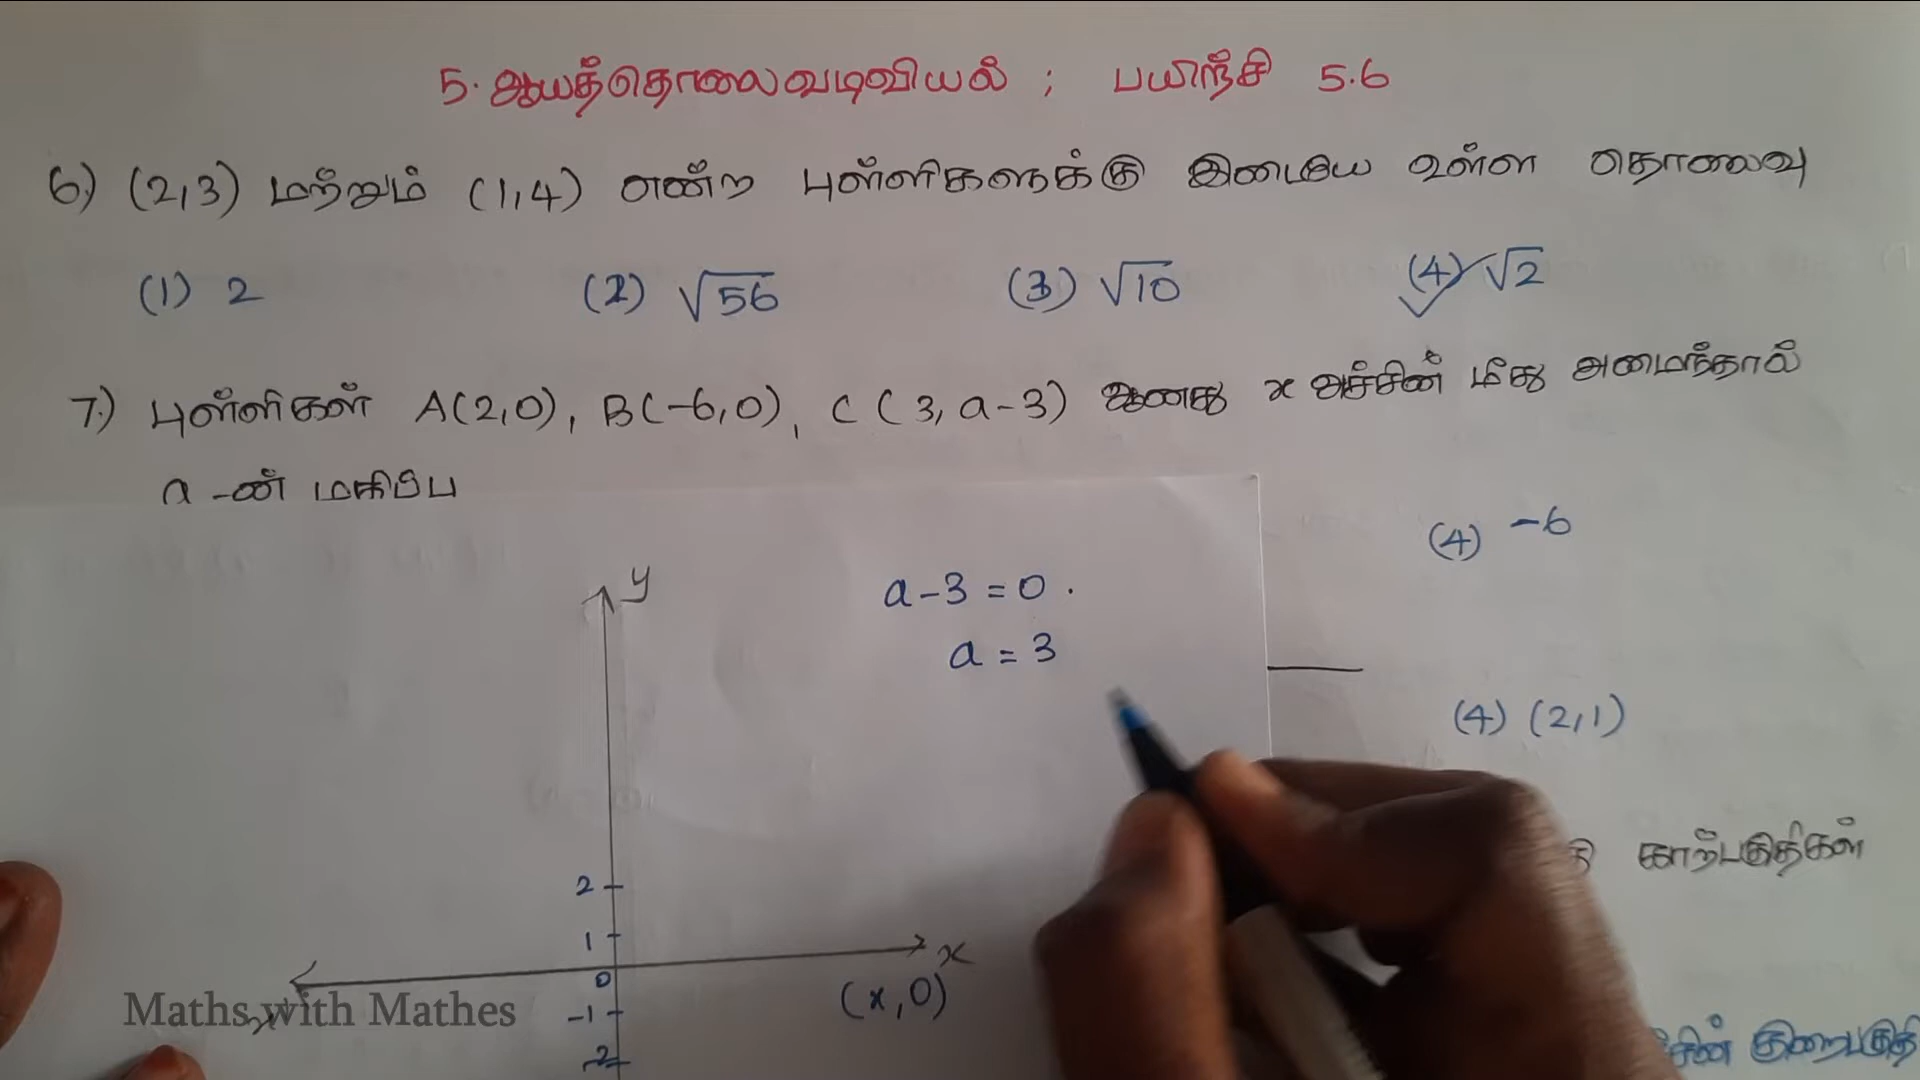 5. ஆயத்தொலைவடிவியல் ; பயிற்சி 5.6
6) (2,3) மற்றும் (1,4) என்ற புள்ளிகளுக்கு இடையே உள்ள தொலைவு
(1) 2 (2) √56 (3) √10 (4) √2
7) புள்ளிகள் A(2,0), B(-6,0), C(3, a-3) ஆனது x அச்சின் மீது அமைந்தால்
a -ன் மதிப்பு
(4) -6
y
a-3 = 0.
a = 3
(4) (2,1)
காற்பகுதிகள்
2
1
x
0
(x,0)
Maths with Mathes
-1
-2